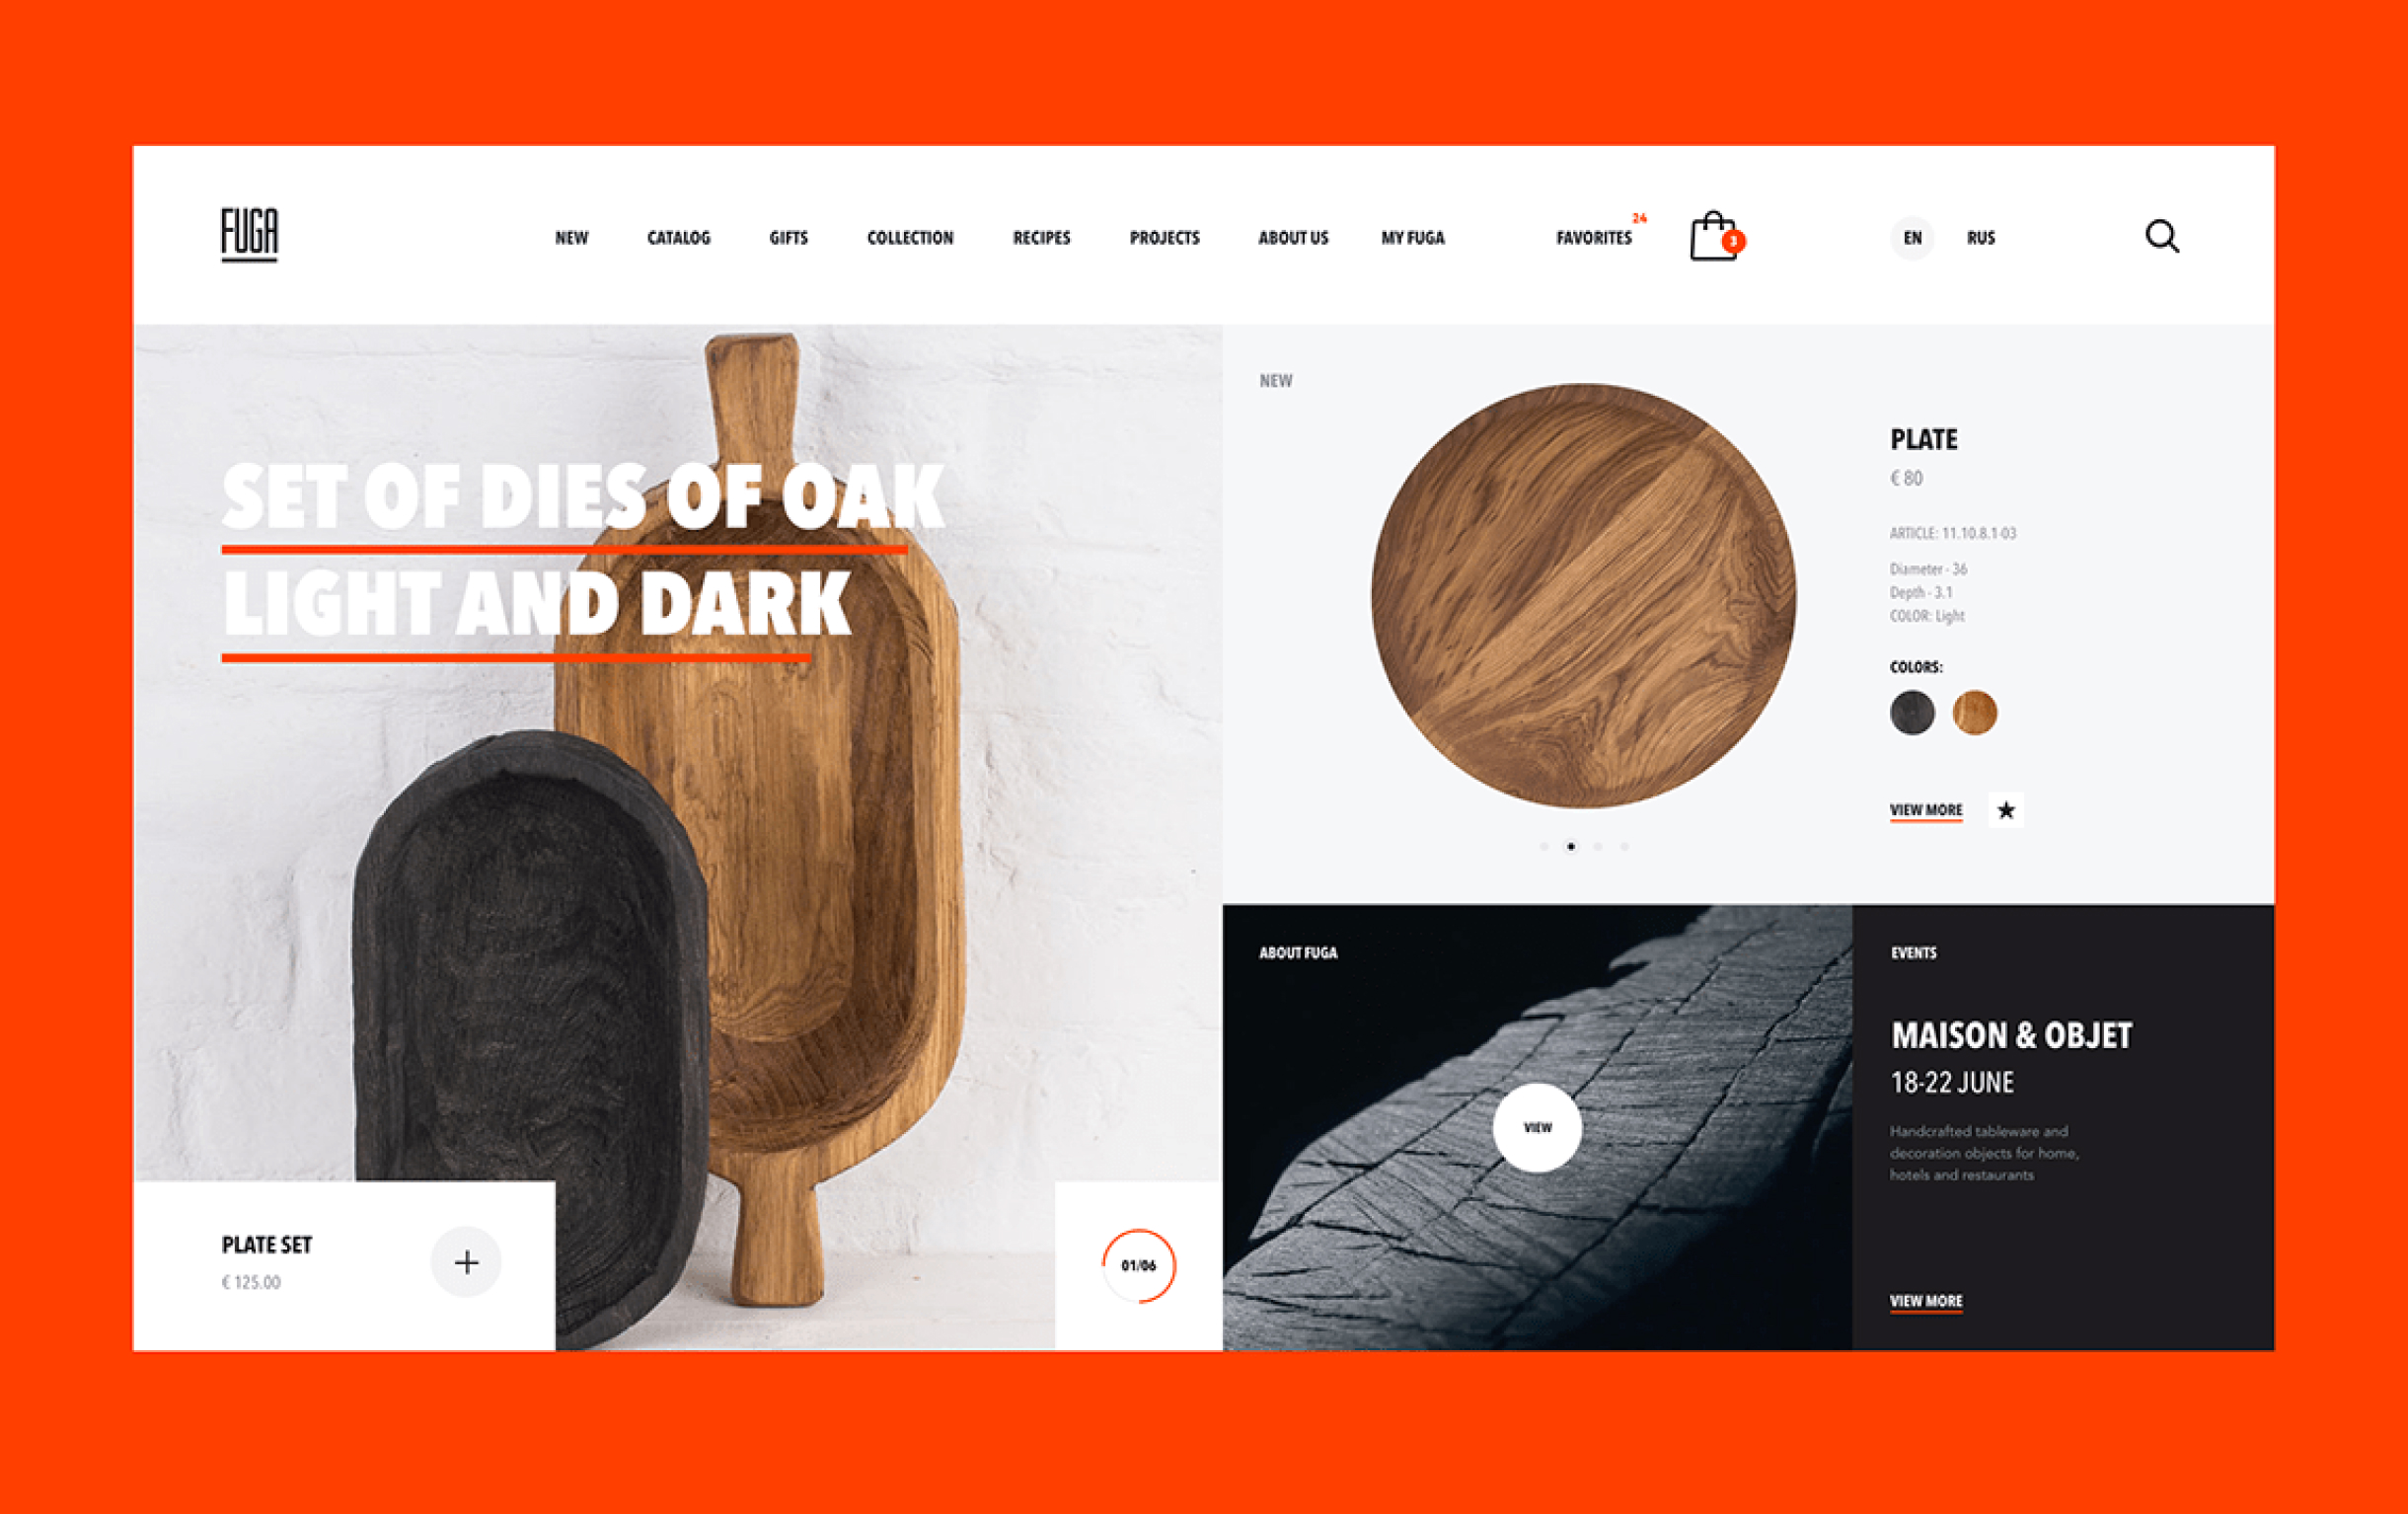 FUGA
NEW
CATALOG
GIFTS
COLLECTION
RECIPES
PROJECTS
ABOUT US
MY FUGA
FAVORITES
24
3
EN
RUS
SET OF DIES OF OAK
LIGHT AND DARK
PLATE SET
€ 125.00
01/06
NEW
PLATE
€ 80
ARTICLE: 11.10.8.1-03
Diameter - 36
Depth - 3.1
COLOR: Light
COLORS:
VIEW MORE
ABOUT FUGA
VIEW
EVENTS
MAISON & OBJET
18-22 JUNE
Handcrafted tableware and
decoration objects for home,
hotels and restaurants
VIEW MORE